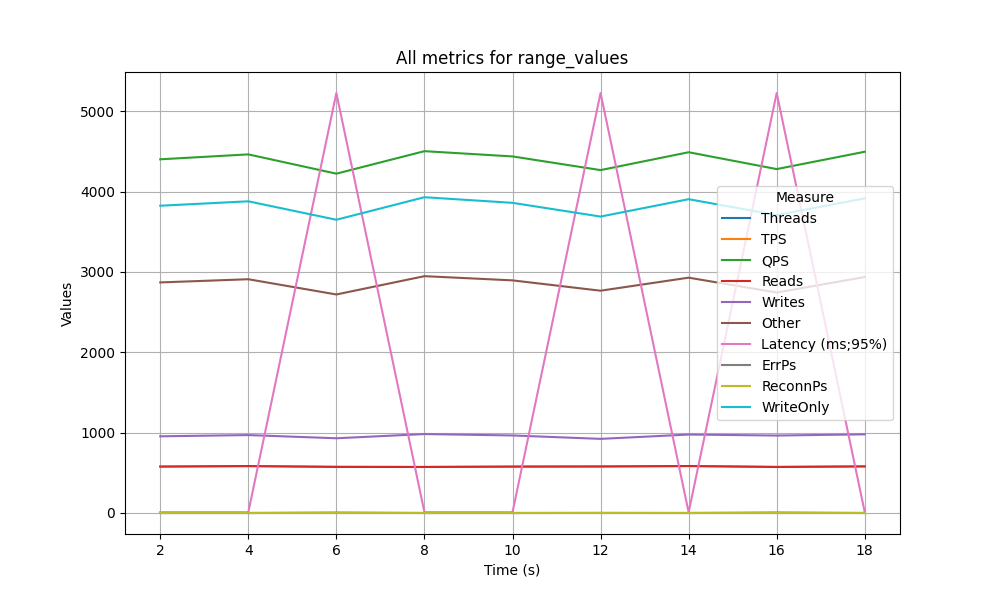 All metrics for range_values
Values
5000
4000
3000
2000
1000
0
Measure
Threads
TPS
QPS
Reads
Writes
Other
Latency (ms;95%)
ErrPs
ReconnPs
WriteOnly
2 4 6 8 10 12 14 16 18
Time (s)